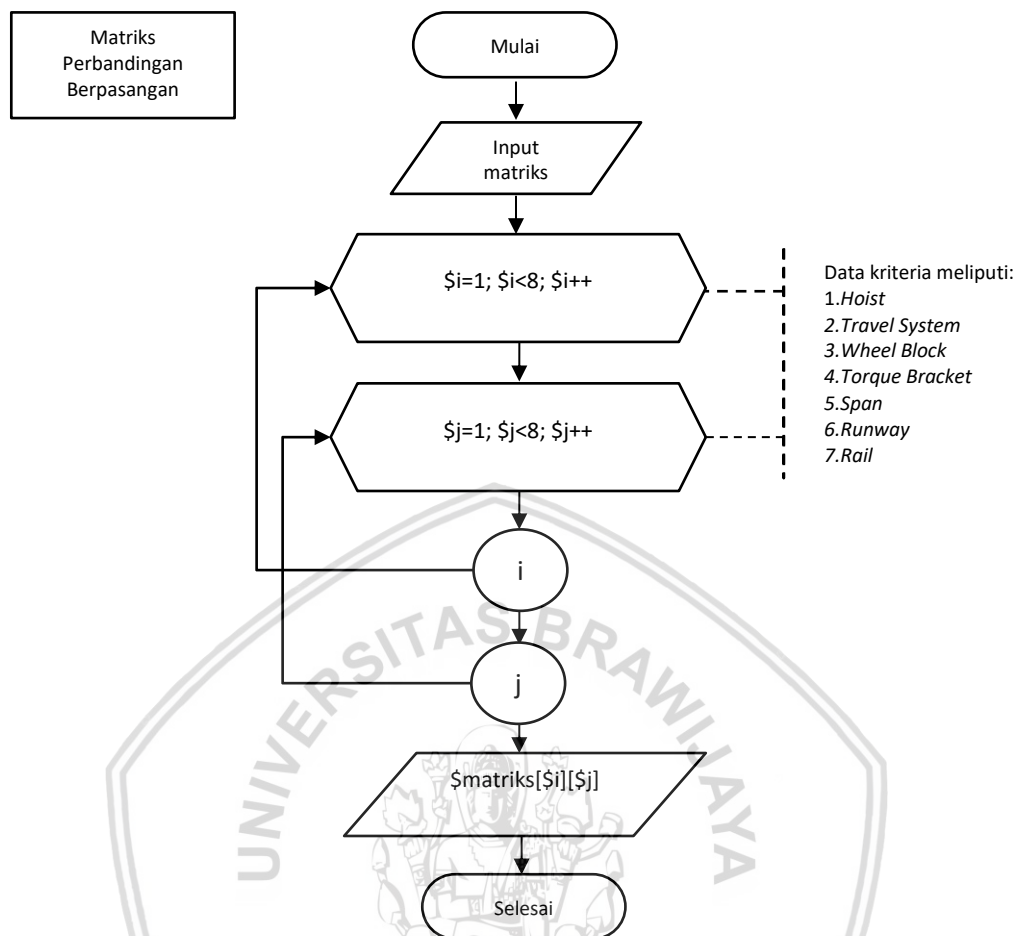 Matriks
Perbandingan
Berpasangan
Mulai
Input
matriks
$i=1; $i<8; $i++
$j=1; $j<8; $j++
Data kriteria meliputi:
1.Hoist
2.Travel System
3.Wheel Block
4.Torque Bracket
5.Span
6.Runway
7.Rail
i
j
$matriks[$i][$j]
Selesai
UNIVERSITAS BRAWIJAYA